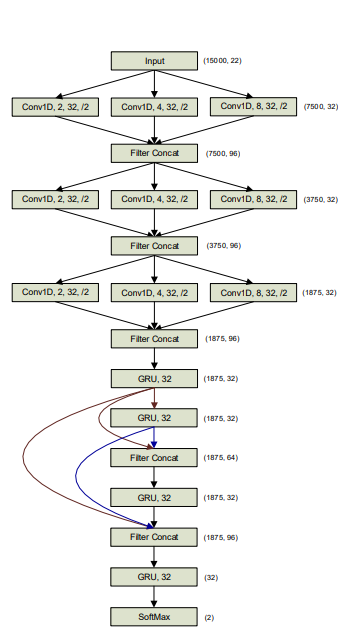 Input (15000, 22)
Conv1D, 2, 32, /2 Conv1D, 4, 32, /2 Conv1D, 8, 32, /2 (7500, 32)
Filter Concat (7500, 96)
Conv1D, 2, 32, /2 Conv1D, 4, 32, /2 Conv1D, 8, 32, /2 (3750, 32)
Filter Concat (3750, 96)
Conv1D, 2, 32, /2 Conv1D, 4, 32, /2 Conv1D, 8, 32, /2 (1875, 32)
Filter Concat (1875, 96)
GRU, 32 (1875, 32)
GRU, 32 (1875, 32)
Filter Concat (1875, 64)
GRU, 32 (1875, 32)
Filter Concat (1875, 96)
GRU, 32 (32)
SoftMax (2)